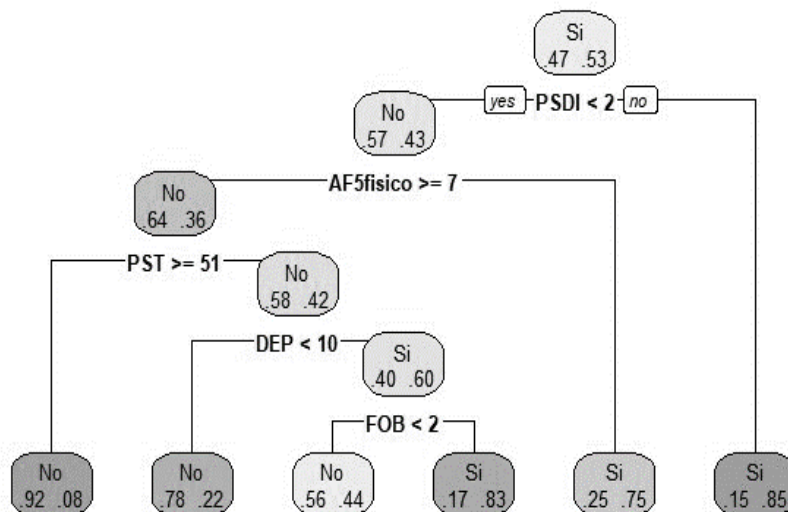 Si
.47 .53
yes PSDI < 2 no
No
.57 .43
AF5fisico >= 7
No
.64 .36
PST >= 51
No
.58 .42
DEP < 10
Si
.40 .60
FOB < 2
No
.92 .08
No
.78 .22
No
.56 .44
Si
.17 .83
Si
.25 .75
Si
.15 .85